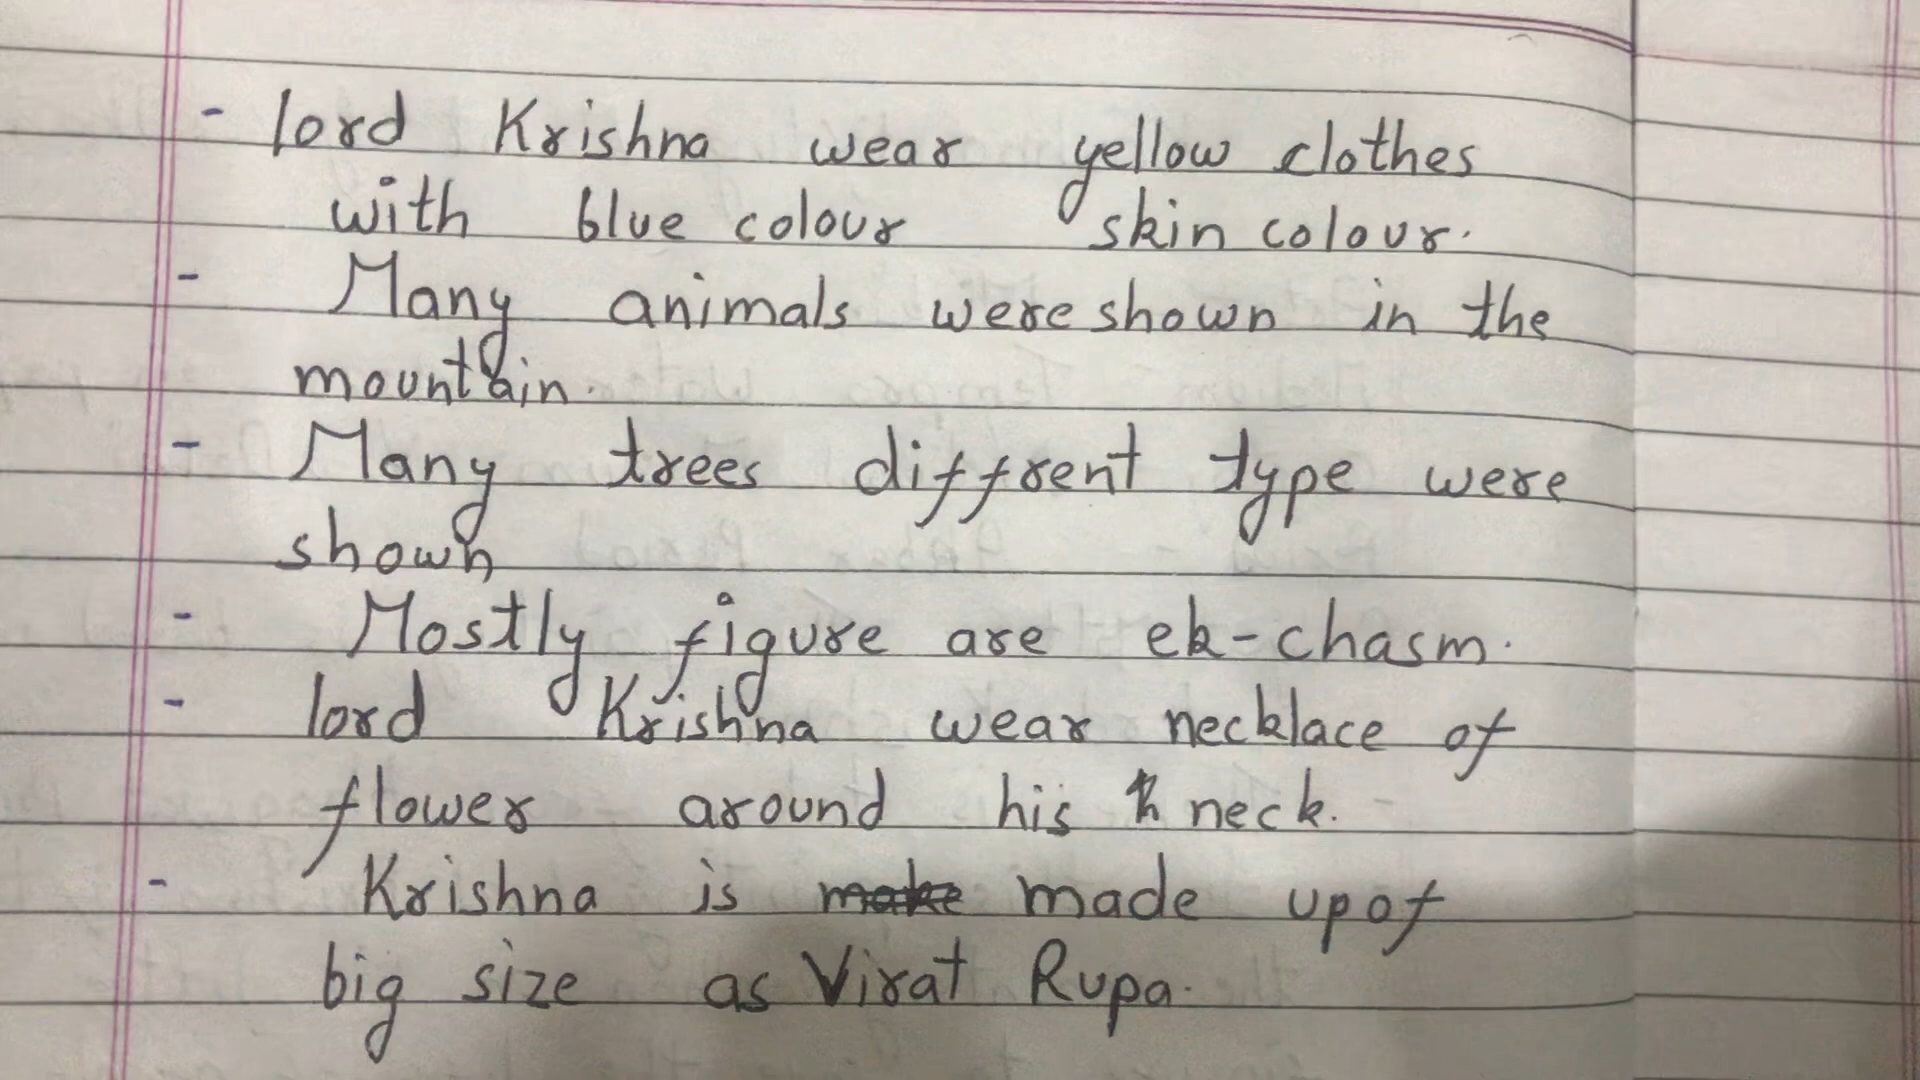 - lord Krishna wear yellow clothes
with blue colour skin colour.
- Many animals were shown in the
mountain.
- Many trees diffrent type were
shown
- Mostly figure are ek-chasm.
- lord Krishna wear necklace of
flower around his neck.
- Krishna is make made upof
big size as Virat Rupa.